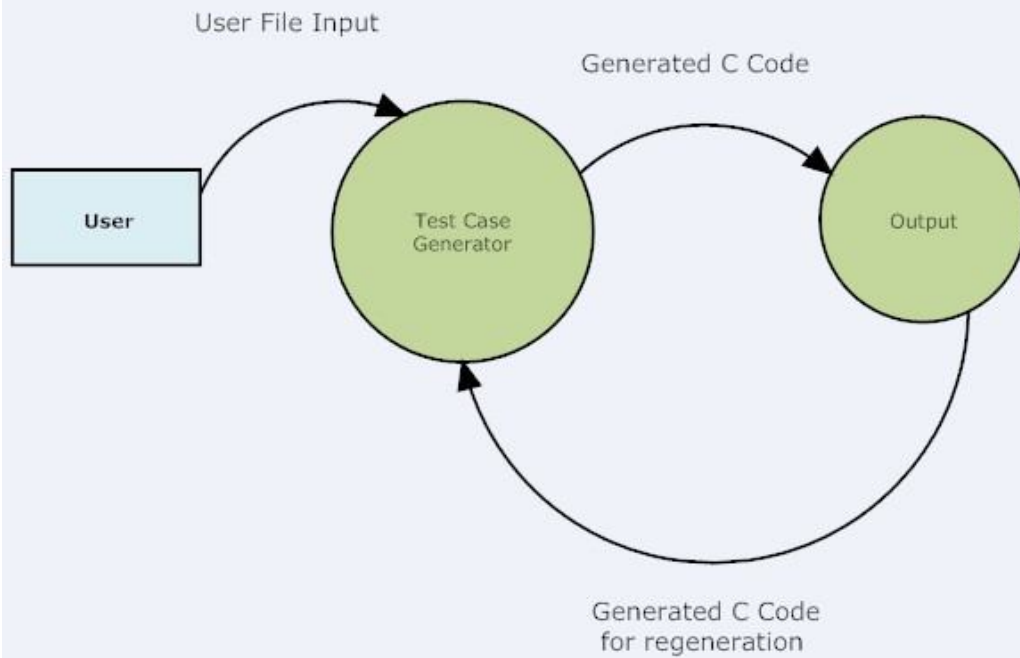 User File Input
Generated C Code
User
Test Case
Generator
Output
Generated C Code
for regeneration